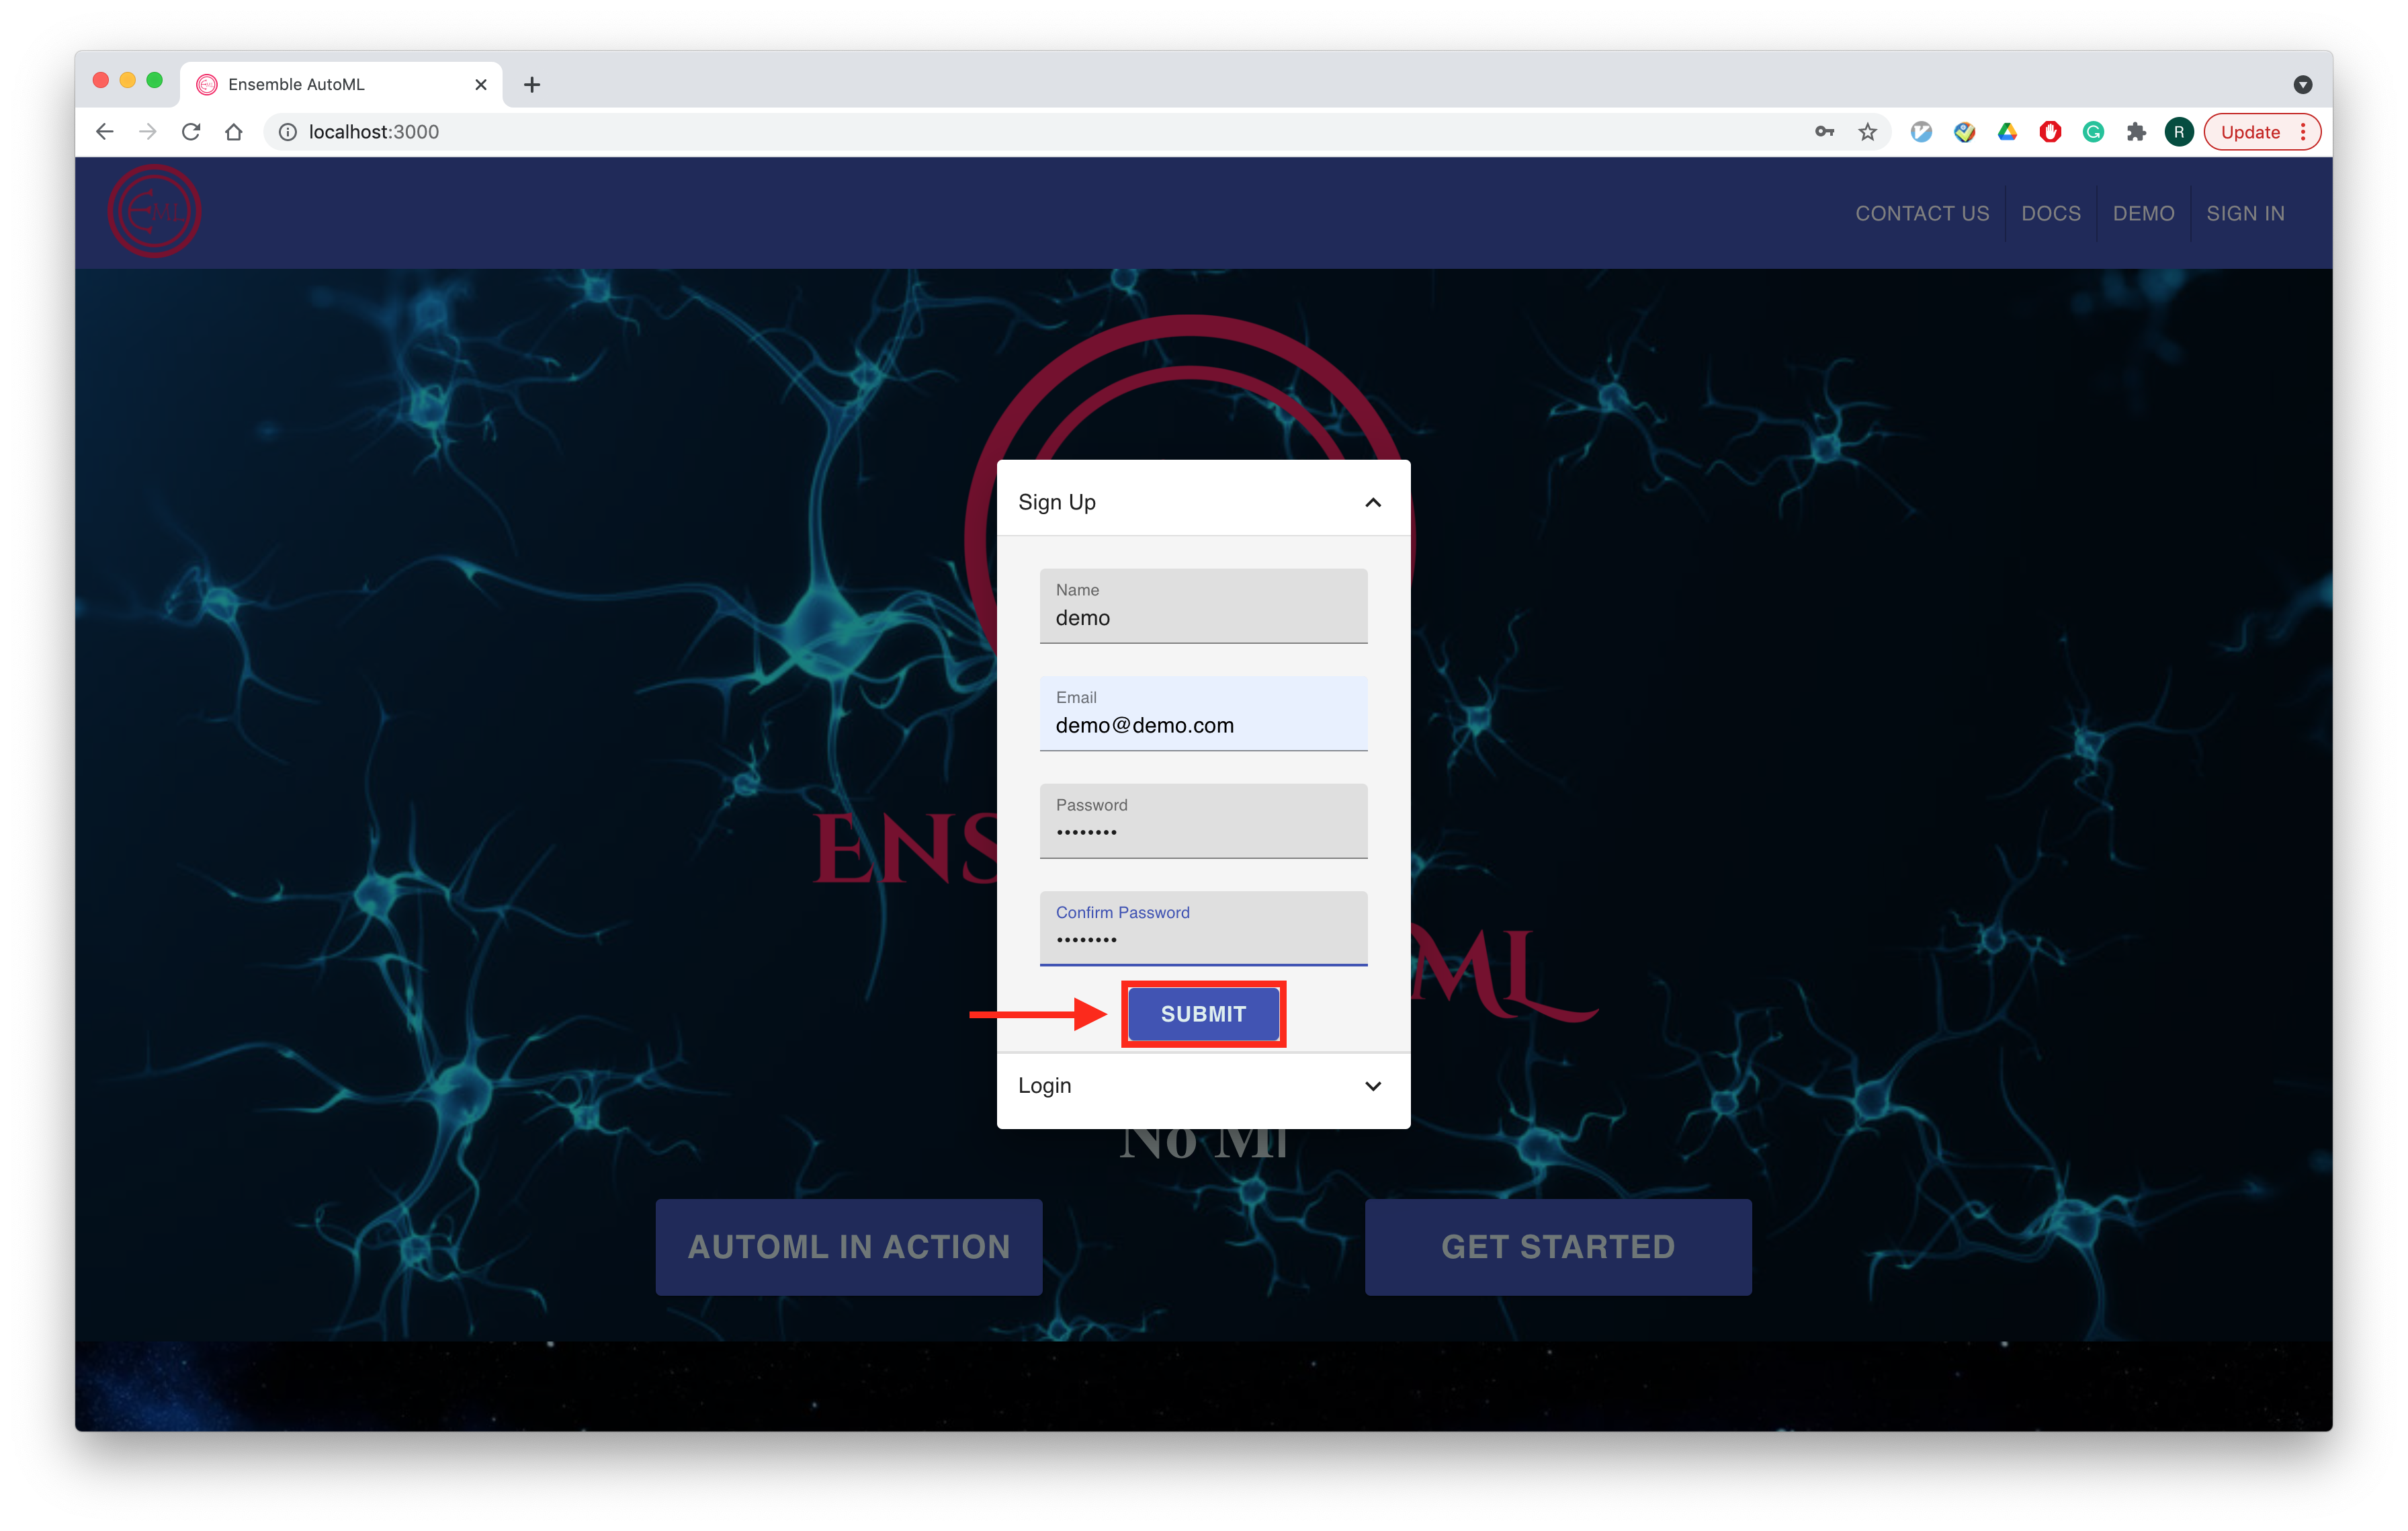 Ensemble AutoML
localhost:3000
R
Update
EML
CONTACT US
DOCS
DEMO
SIGN IN
Sign Up
Name
demo
Email
demo@demo.com
Password
••••••••
Confirm Password
••••••••
SUBMIT
Login
ENS
ML
No Ml
AUTOML IN ACTION
GET STARTED